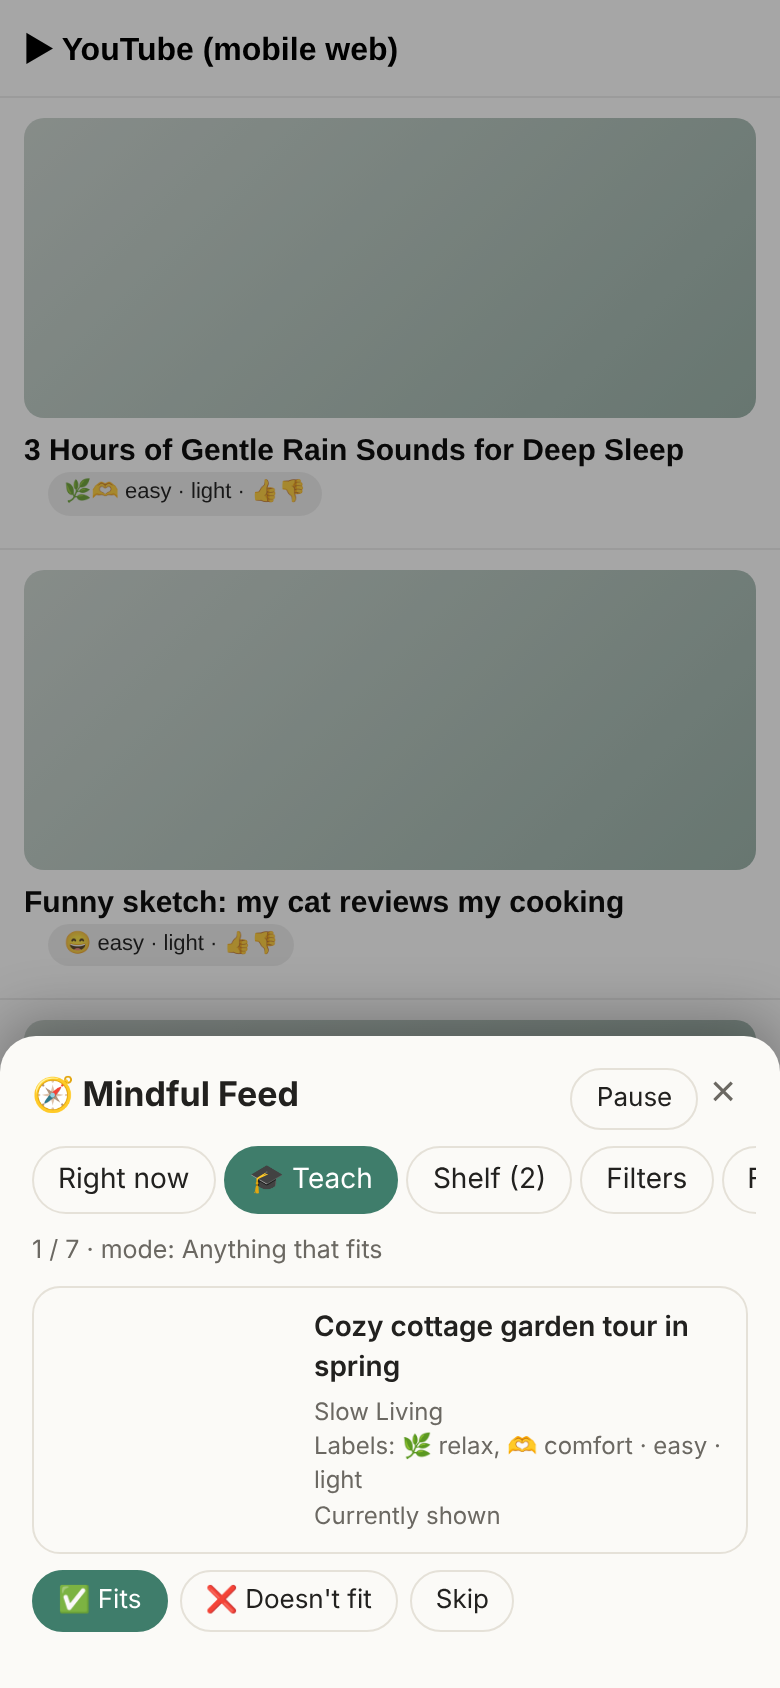 ▶ YouTube (mobile web)
3 Hours of Gentle Rain Sounds for Deep Sleep
🌿🫶 easy · light · 👍👎
Funny sketch: my cat reviews my cooking
😄 easy · light · 👍👎
🧭 Mindful Feed
Pause ✕
Right now 🎓 Teach Shelf (2) Filters
1 / 7 · mode: Anything that fits
Cozy cottage garden tour in
spring
Slow Living
Labels: 🌿 relax, 🫶 comfort · easy ·
light
Currently shown
✅ Fits ❌ Doesn't fit Skip